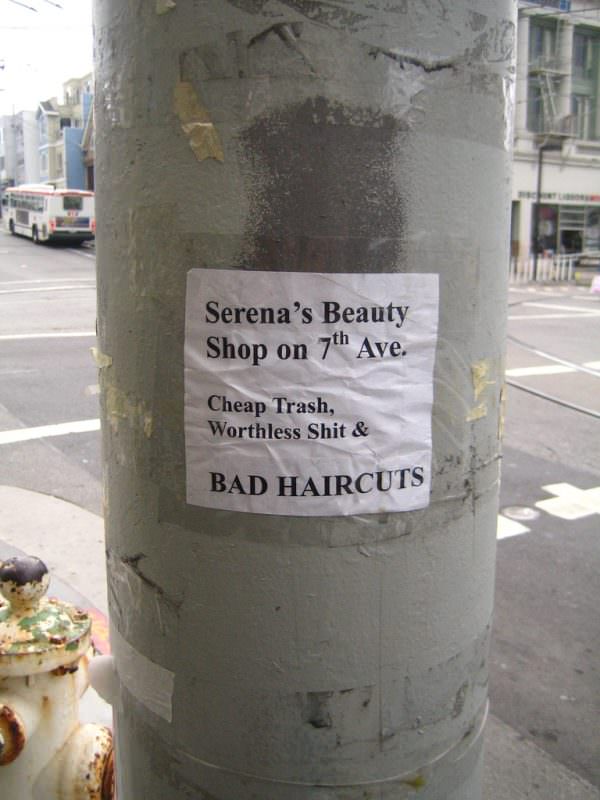 Serena's Beauty
Shop on 7th Ave.
Cheap Trash,
Worthless Shit &
BAD HAIRCUTS